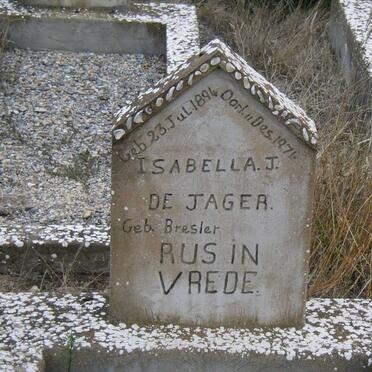 Geb. 23. Jul. 1894. Oorl. 11 Des. 1971.
ISABELLA. J.
DE JAGER.
Geb. Bresler
RUS IN
VREDE.